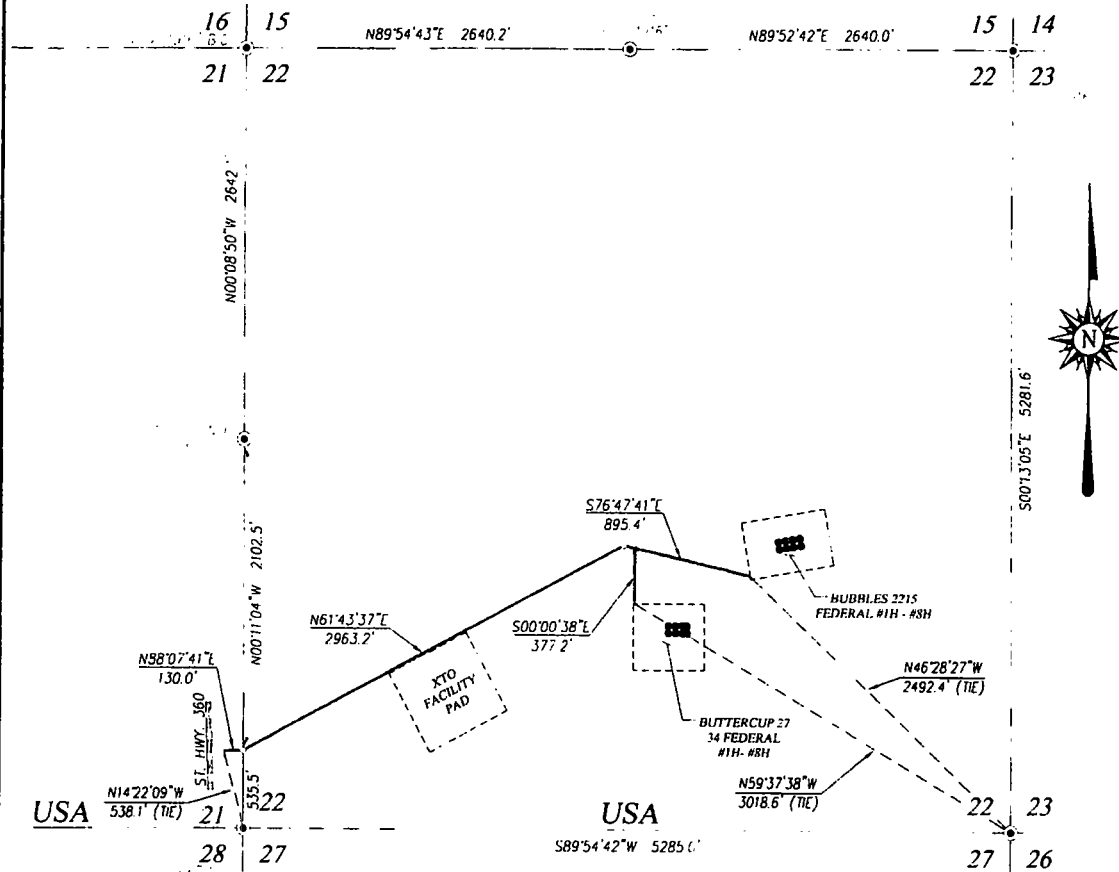 16 15
N89°54'43"E 2640.2'
N89°52'42"E 2640.0'
15 14
21 22
22 23
N00°08'50"W 2642
N
S00°13'05"E 5281.6'
S76°47'41"E
895.4'
BUBBLES 2215
FEDERAL #1H - #8H
N00°11'04"W 2102.5'
N61°43'37"E
2963.2'
S00°00'38"E
377.2'
XTO
FACILITY
PAD
N88°07'41"E
130.0'
N46°28'27"W
2492.4' (TIE)
BUTTERCUP 27
34 FEDERAL
#1H- #8H
ST. HWY. 360
N14°22'09"W
538.1' (TIE)
535.5'
N59°37'38"W
3018.6' (TIE)
21 22
22 23
USA
USA
S89°54'42"W
28 27
27 26